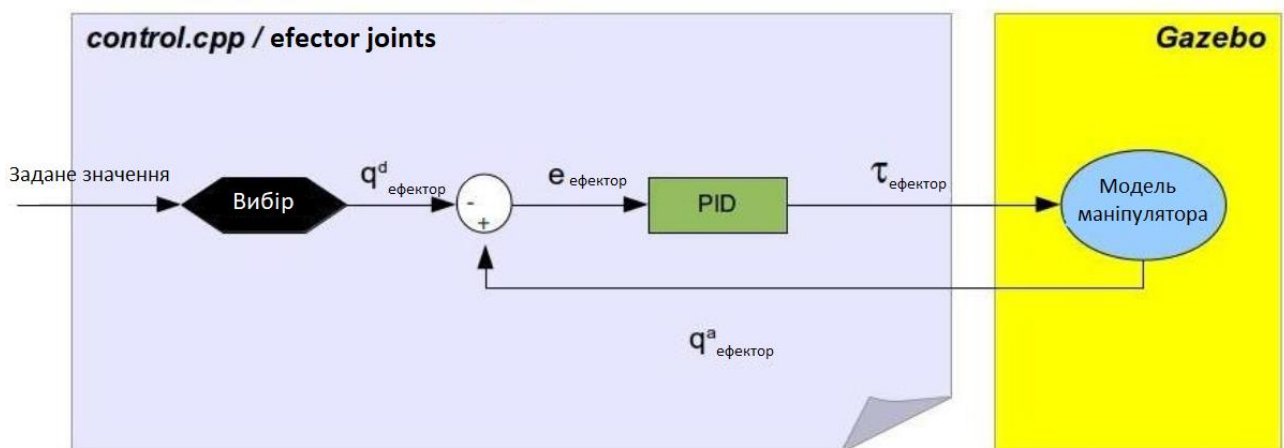 control.cpp / efector joints
Gazebo
Задане значення
Вибір
q^d ефектор
-
+
e ефектор
PID
τ ефектор
Модель
маніпулятора
q^a ефектор